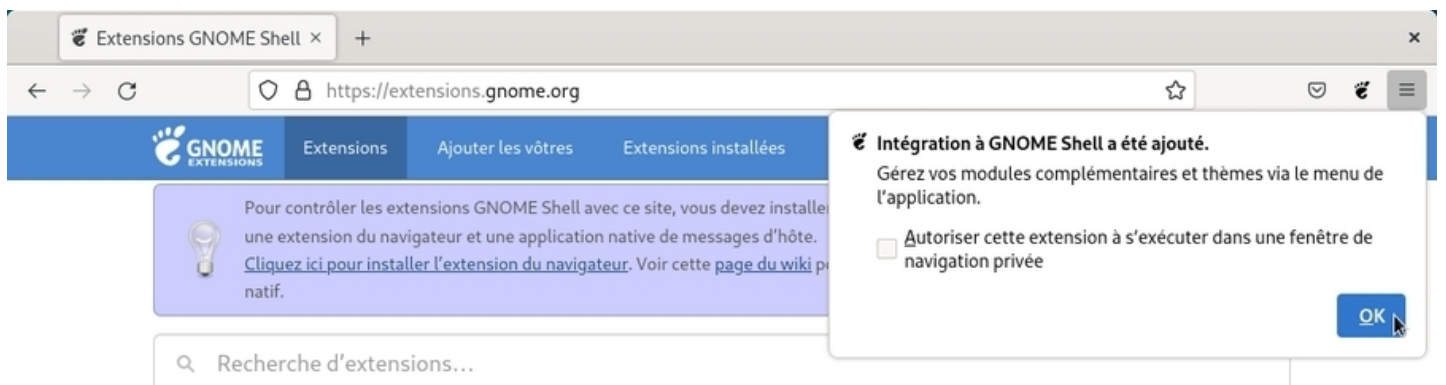 Extensions GNOME Shell
https://extensions.gnome.org
GNOME
EXTENSIONS
Extensions
Ajouter les vôtres
Extensions installées
Pour contrôler les extensions GNOME Shell avec ce site, vous devez installer
une extension du navigateur et une application native de messages d'hôte.
Cliquez ici pour installer l'extension du navigateur. Voir cette page du wiki
natif.
Recherche d'extensions...
Intégration à GNOME Shell a été ajouté.
Gérez vos modules complémentaires et thèmes via le menu de
l'application.
Autoriser cette extension à s'exécuter dans une fenêtre de
navigation privée
OK